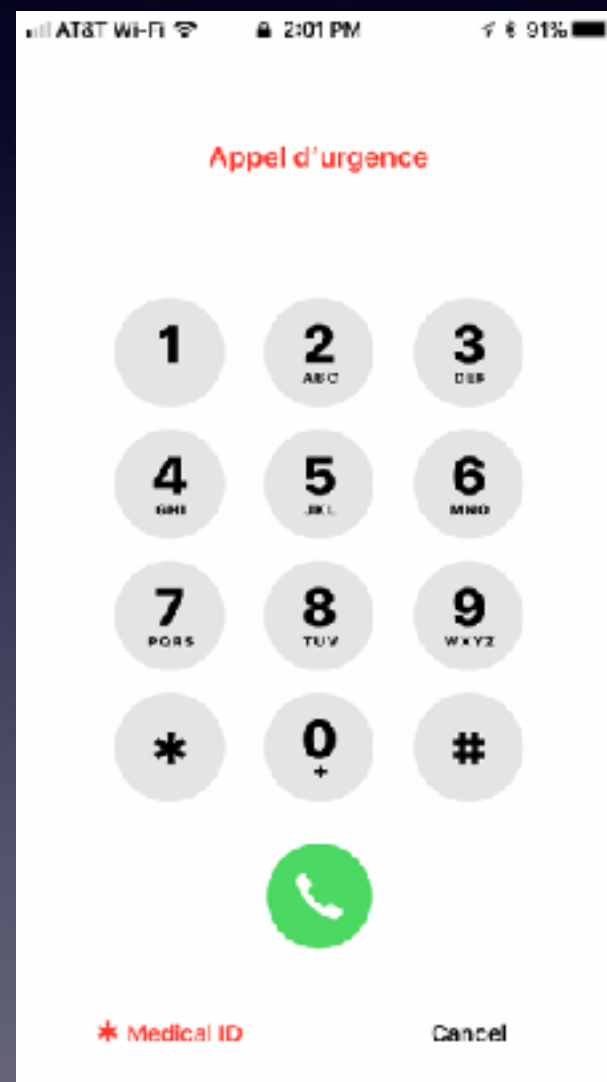 AT&T Wi-Fi 2:01 PM 91%
Appel d'urgence
1 2 3
ABC DEF
4 5 6
GHI JKL MNO
7 8 9
PQRS TUV WXYZ
* 0 #
+
* Medical ID Cancel